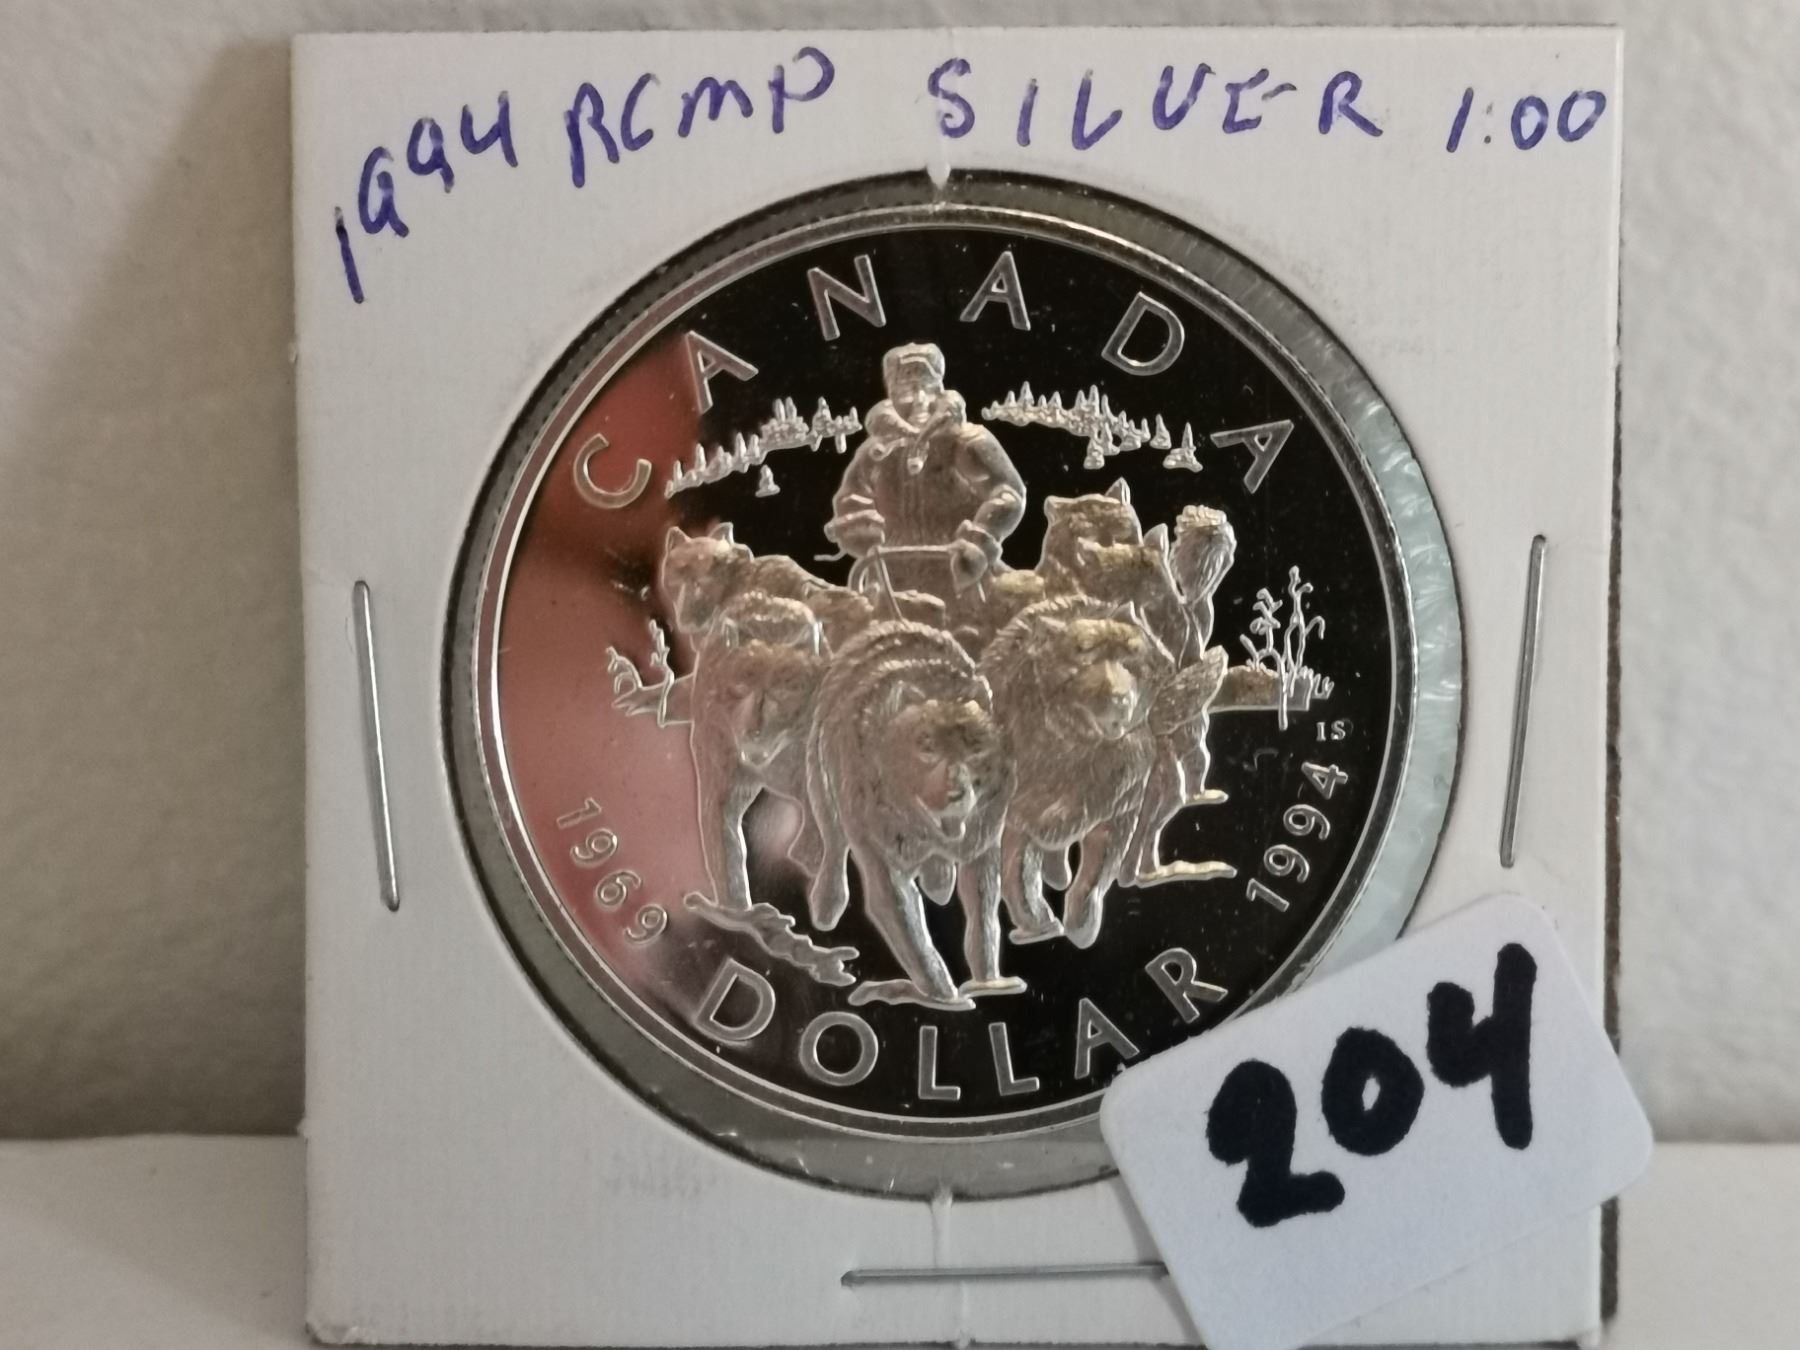 1994 RCMP SILVER 1.00
CANADA
IS
1969 1994
DOLLAR
204